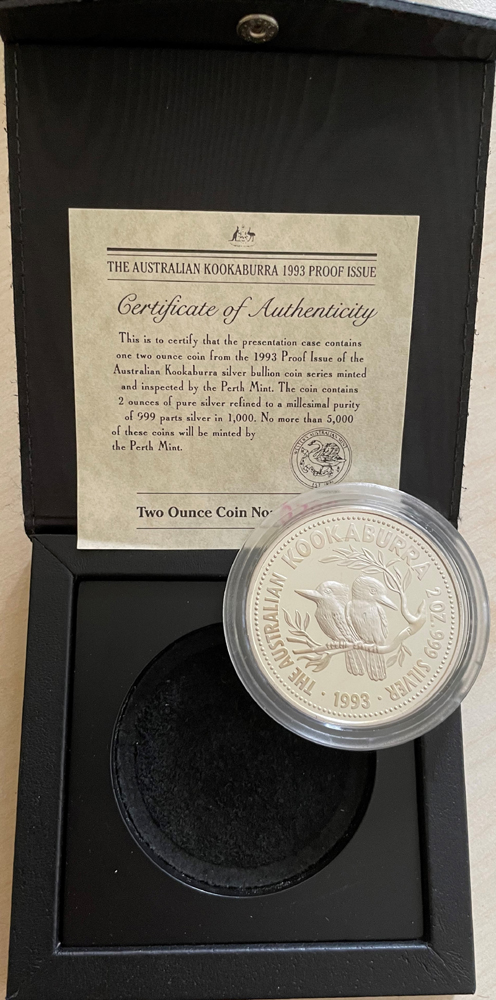 THE AUSTRALIAN KOOKABURRA 1993 PROOF ISSUE
Certificate of Authenticity
This is to certify that the presentation case contains
one two ounce coin from the 1993 Proof Issue of the
Australian Kookaburra silver bullion coin series minted
and inspected by the Perth Mint. The coin contains
2 ounces of pure silver refined to a millesimal purity
of 999 parts silver in 1,000. No more than 5,000
of these coins will be minted by
the Perth Mint.
Two Ounce Coin No:
THE AUSTRALIAN KOOKABURRA 2 OZ. 999 SILVER
· 1993 ·